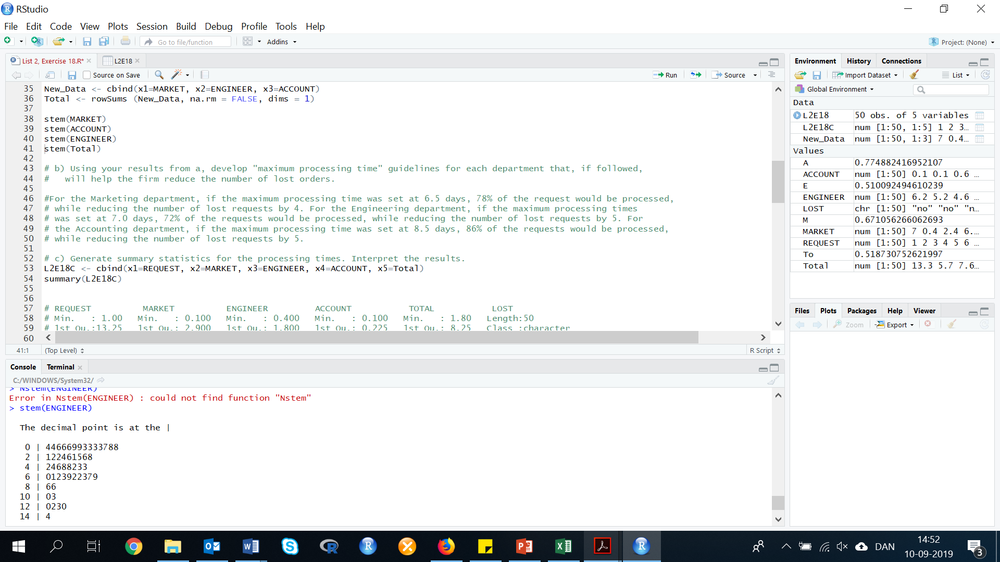 RStudio
File Edit Code View Plots Session Build Debug Profile Tools Help
Go to file/function Addins Project: (None)
List 2, Exercise 18.R* L2E18
Source on Save Run Source
35 New_Data <- cbind(x1=MARKET, x2=ENGINEER, x3=ACCOUNT)
36 Total <- rowSums (New_Data, na.rm = FALSE, dims = 1)
37
38 stem(MARKET)
39 stem(ACCOUNT)
40 stem(ENGINEER)
41 stem(Total)
42
43 # b) Using your results from a, develop "maximum processing time" guidelines for each department that, if followed,
44 #   will help the firm reduce the number of lost orders.
45
46 #For the Marketing department, if the maximum processing time was set at 6.5 days, 78% of the request would be processed,
47 # while reducing the number of lost requests by 4. For the Engineering department, if the maximum processing times
48 # was set at 7.0 days, 72% of the requests would be processed, while reducing the number of lost requests by 5. For
49 # the Accounting department, if the maximum processing time was set at 8.5 days, 86% of the requests would be processed,
50 # while reducing the number of lost requests by 5.
51
52 # c) Generate summary statistics for the processing times. Interpret the results.
53 L2E18C <- cbind(x1=REQUEST, x2=MARKET, x3=ENGINEER, x4=ACCOUNT, x5=Total)
54 summary(L2E18C)
55
56
57 # REQUEST MARKET ENGINEER ACCOUNT TOTAL LOST
58 # Min. : 1.00 Min. : 0.100 Min. : 0.400 Min. : 0.100 Min. : 1.80 Length:50
59 # 1st Qu.:13.25 1st Qu.: 2.900 1st Qu.: 1.800 1st Qu.: 0.225 1st Qu.: 8.25 Class :character
60
41:1 (Top Level) R Script
Console Terminal
C:/WINDOWS/System32/
> Nstem(ENGINEER)
Error in Nstem(ENGINEER) : could not find function "Nstem"
> stem(ENGINEER)
The decimal point is at the |
0 | 44666993333788
2 | 122461568
4 | 24688233
6 | 0123922379
8 | 66
10 | 03
12 | 0230
14 | 4
Environment History Connections
Import Dataset List
Global Environment
Data
L2E18 50 obs. of 5 variables
L2E18C num [1:50, 1:5] 1 2 3…
New_Data num [1:50, 1:3] 7 0.4…
Values
A 0.774882416952107
ACCOUNT num [1:50] 0.1 0.1 0.6 …
E 0.510092494610239
ENGINEER num [1:50] 6.2 5.2 4.6 …
LOST chr [1:50] "no" "no" "n…
M 0.671056266062693
MARKET num [1:50] 7 0.4 2.4 6.…
REQUEST num [1:50] 1 2 3 4 5 6 …
To 0.518730752621997
Total num [1:50] 13.3 5.7 7.6…
Files Plots Packages Help Viewer
Zoom Export
DAN
14:52
10-09-2019
3